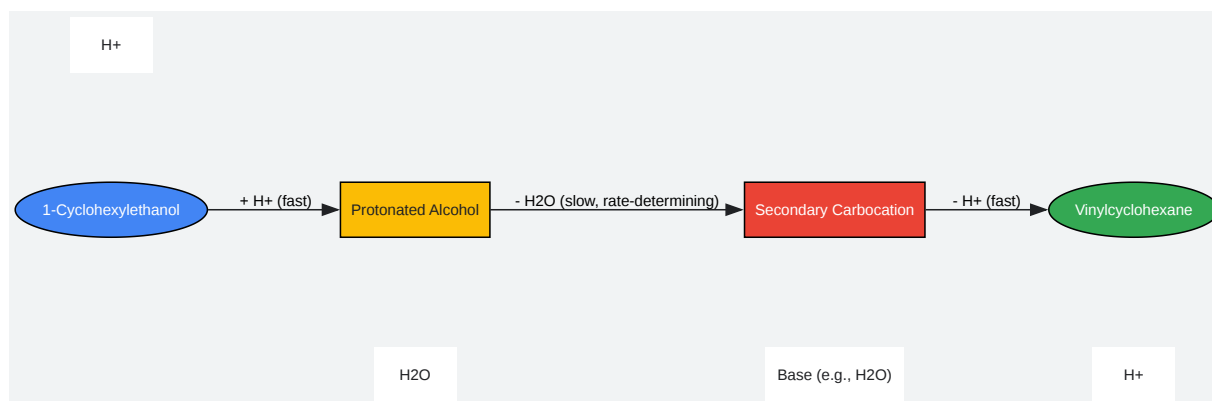 H+
1-Cyclohexylethanol
+ H+ (fast)
Protonated Alcohol
- H2O (slow, rate-determining)
Secondary Carbocation
- H+ (fast)
Vinylcyclohexane
H2O
Base (e.g., H2O)
H+